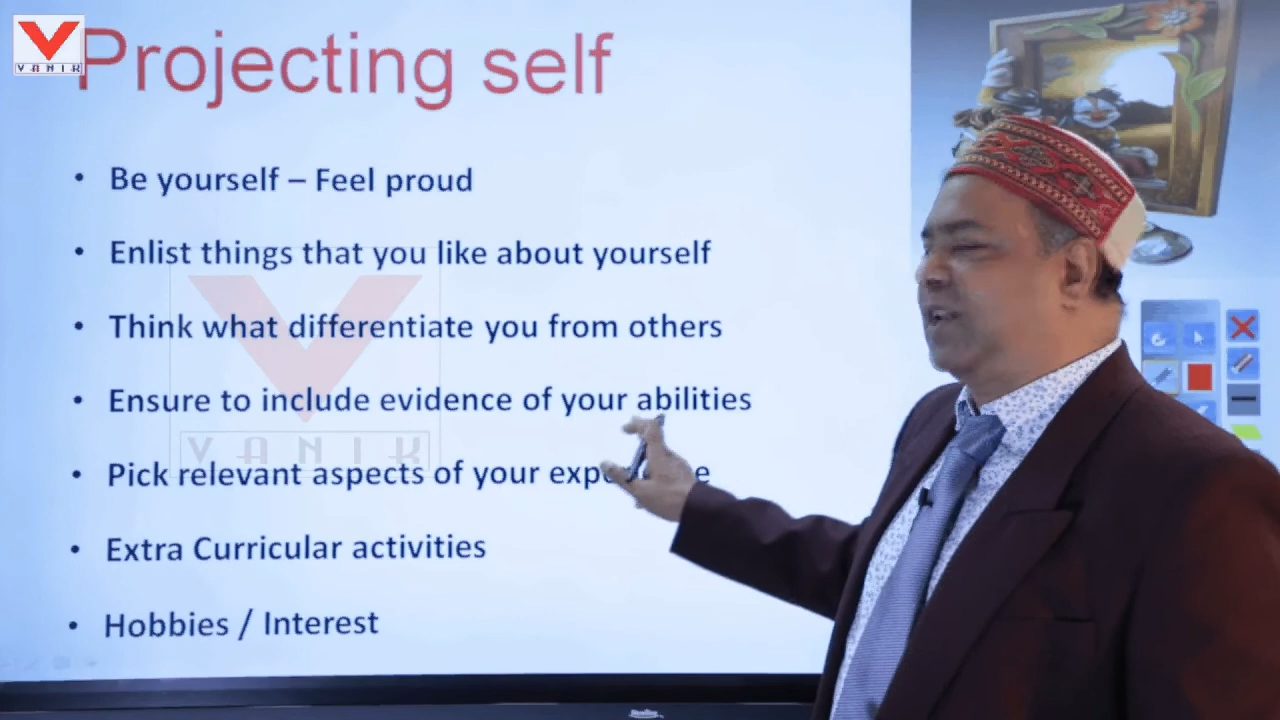 VANIK
Projecting self
• Be yourself – Feel proud
• Enlist things that you like about yourself
• Think what differentiate you from others
• Ensure to include evidence of your abilities
VANIK
• Pick relevant aspects of your
• Extra Curricular activities
• Hobbies / Interest